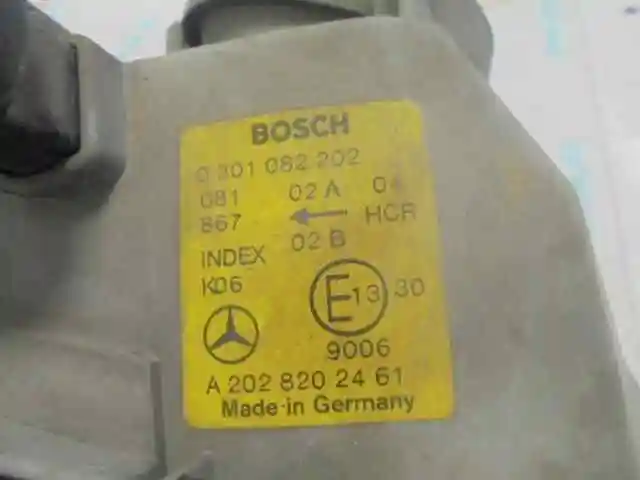 BOSCH
0 301 082 202
081 02 A 04
867 HCR
INDEX 02 B
K06
E 13 30
9006
A 202 820 24 61
Made in Germany